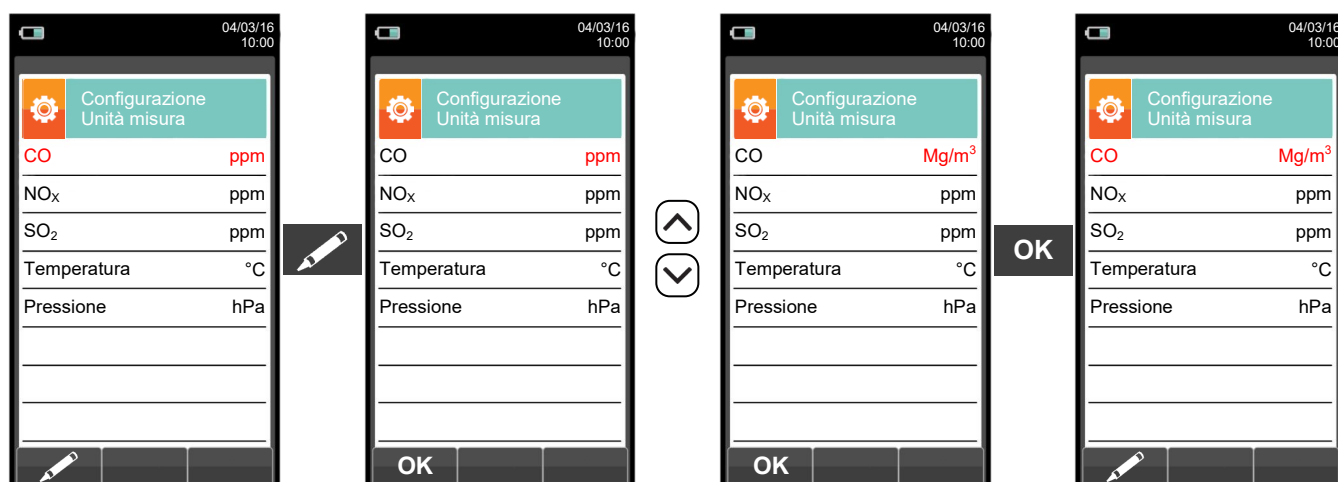 04/03/16
10:00
Configurazione
Unità misura
CO ppm
NOX ppm
SO2 ppm
Temperatura °C
Pressione hPa
04/03/16
10:00
Configurazione
Unità misura
CO ppm
NOX ppm
SO2 ppm
Temperatura °C
Pressione hPa
OK
04/03/16
10:00
Configurazione
Unità misura
CO Mg/m³
NOX ppm
SO2 ppm
Temperatura °C
Pressione hPa
OK
OK
04/03/16
10:00
Configurazione
Unità misura
CO Mg/m³
NOX ppm
SO2 ppm
Temperatura °C
Pressione hPa